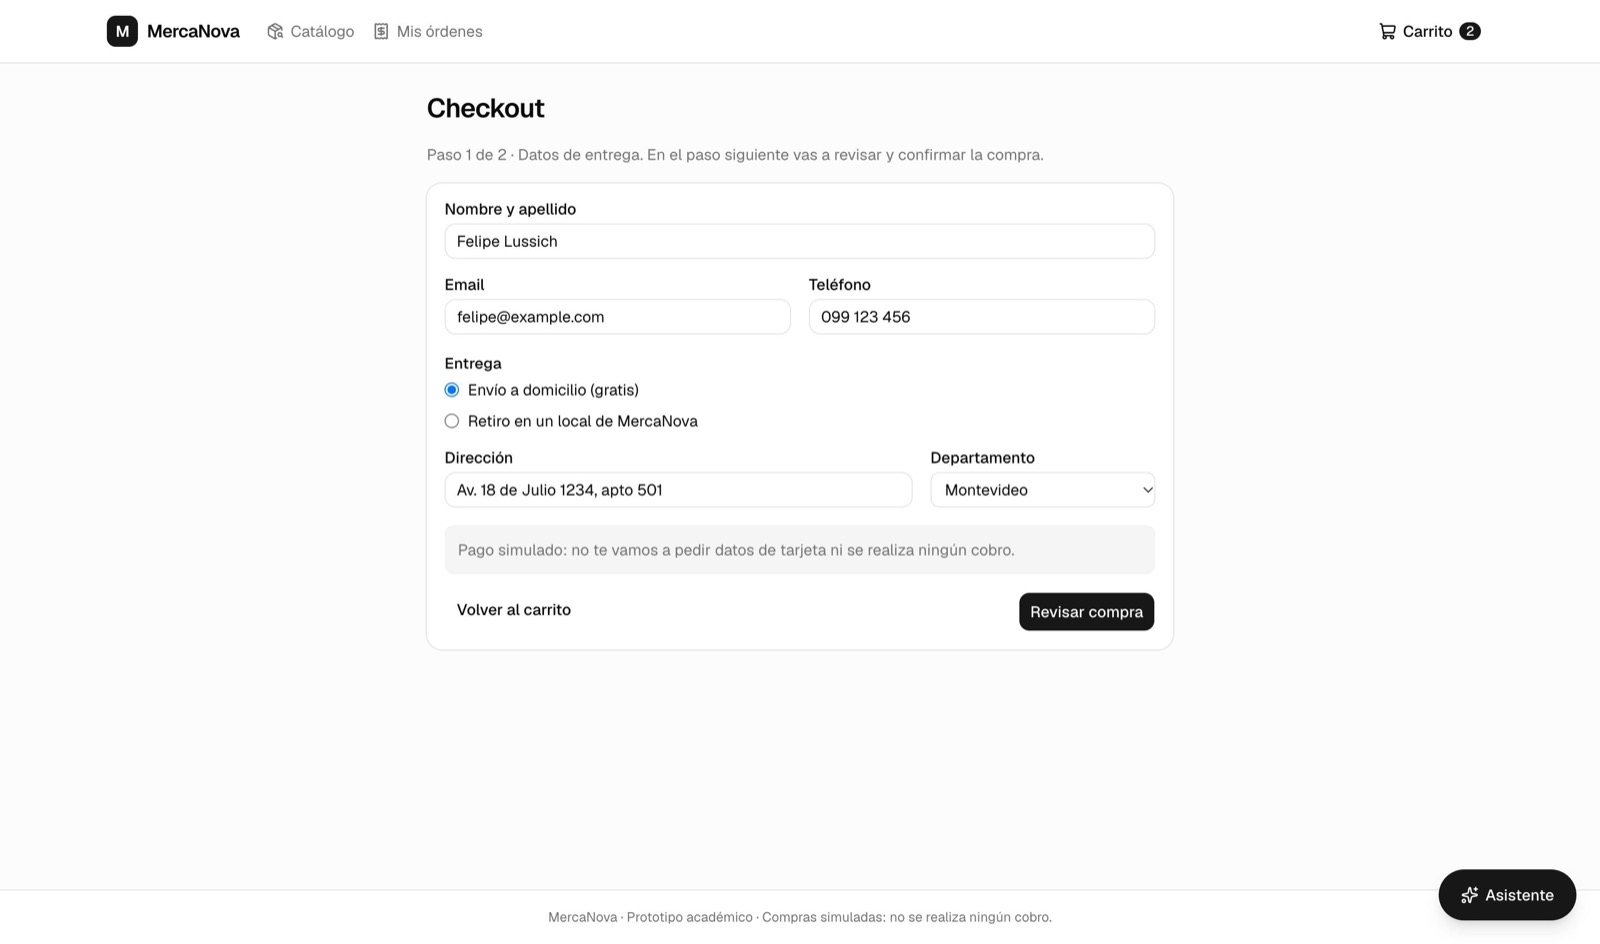 M MercaNova Catálogo Mis órdenes Carrito 2
Checkout
Paso 1 de 2 · Datos de entrega. En el paso siguiente vas a revisar y confirmar la compra.
Nombre y apellido
Felipe Lussich
Email Teléfono
felipe@example.com 099 123 456
Entrega
Envío a domicilio (gratis)
Retiro en un local de MercaNova
Dirección Departamento
Av. 18 de Julio 1234, apto 501 Montevideo
Pago simulado: no te vamos a pedir datos de tarjeta ni se realiza ningún cobro.
Volver al carrito Revisar compra
Asistente
MercaNova · Prototipo académico · Compras simuladas: no se realiza ningún cobro.